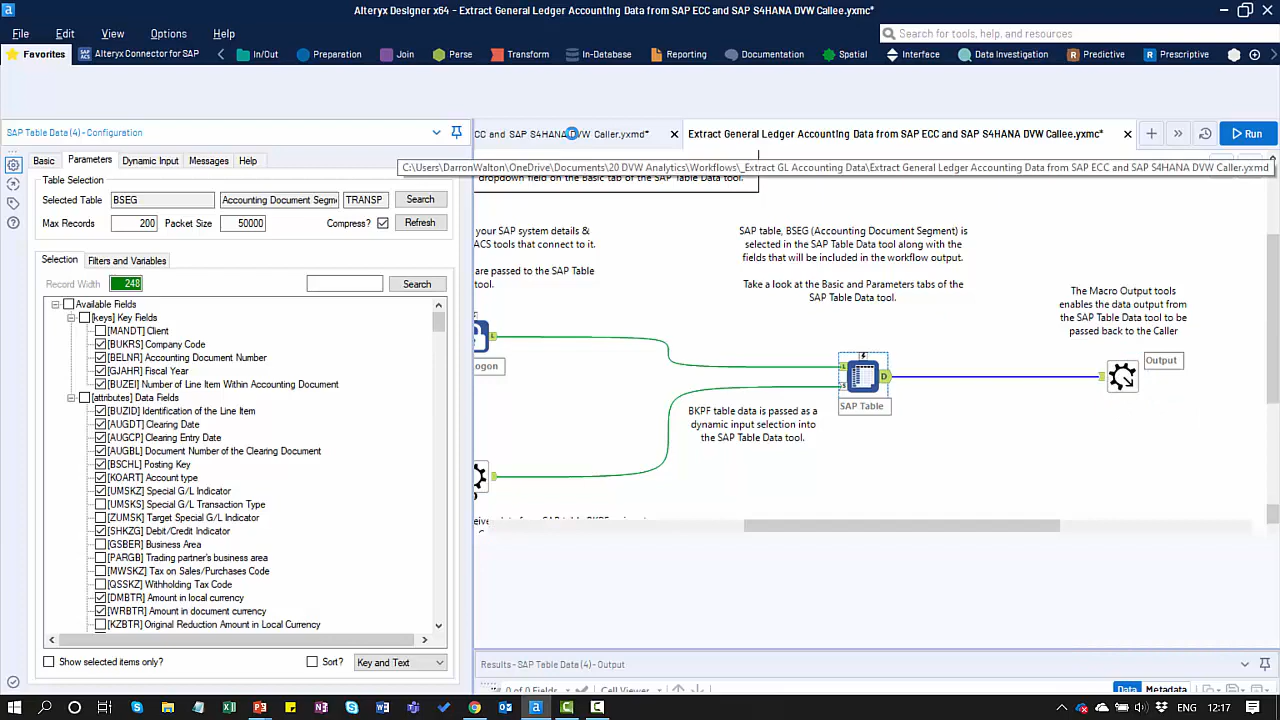 Alteryx Designer x64 - Extract General Ledger Accounting Data from SAP ECC and SAP S4HANA DVW Callee.yxmc*
File Edit View Options Help
Search for tools, help, and resources
Favorites Alteryx Connector for SAP In/Out Preparation Join Parse Transform In-Database Reporting Documentation Spatial Interface Data Investigation Predictive Prescriptive
SAP Table Data (4) - Configuration
CC and SAP S4HANA DVW Caller.yxmd*
Extract General Ledger Accounting Data from SAP ECC and SAP S4HANA DVW Callee.yxmc*
Run
Basic Parameters Dynamic Input Messages Help
C:\Users\DarronWalton\OneDrive\Documents\20 DVW Analytics\Workflows\_Extract GL Accounting Data\Extract General Ledger Accounting Data from SAP ECC and SAP S4HANA DVW Caller.yxmd
dropdown field on the Basic tab of the SAP Table Data tool.
Table Selection
Selected Table BSEG Accounting Document Segm TRANSP Search
Max Records 200 Packet Size 50000 Compress? Refresh
Selection Filters and Variables
Record Width 248 Search
Available Fields
[keys] Key Fields
[MANDT] Client
[BUKRS] Company Code
[BELNR] Accounting Document Number
[GJAHR] Fiscal Year
[BUZEI] Number of Line Item Within Accounting Document
[attributes] Data Fields
[BUZID] Identification of the Line Item
[AUGDT] Clearing Date
[AUGCP] Clearing Entry Date
[AUGBL] Document Number of the Clearing Document
[BSCHL] Posting Key
[KOART] Account type
[UMSKZ] Special G/L Indicator
[UMSKS] Special G/L Transaction Type
[ZUMSK] Target Special G/L Indicator
[SHKZG] Debit/Credit Indicator
[GSBER] Business Area
[PARGB] Trading partner's business area
[MWSKZ] Tax on Sales/Purchases Code
[QSSKZ] Withholding Tax Code
[DMBTR] Amount in local currency
[WRBTR] Amount in document currency
[KZBTR] Original Reduction Amount in Local Currency
Show selected items only? Sort? Key and Text
your SAP system details &
ACS tools that connect to it.
are passed to the SAP Table
tool.
SAP table, BSEG (Accounting Document Segment) is
selected in the SAP Table Data tool along with the
fields that will be included in the workflow output.
Take a look at the Basic and Parameters tabs of the
SAP Table Data tool.
The Macro Output tools
enables the data output from
the SAP Table Data tool to be
passed back to the Caller
ogon
L
L
S
D
SAP Table
Output
BKPF table data is passed as a
dynamic input selection into
the SAP Table Data tool.
Results - SAP Table Data (4) - Output
0 of 0 Fields Cell Viewer Data Metadata
ENG 12:17